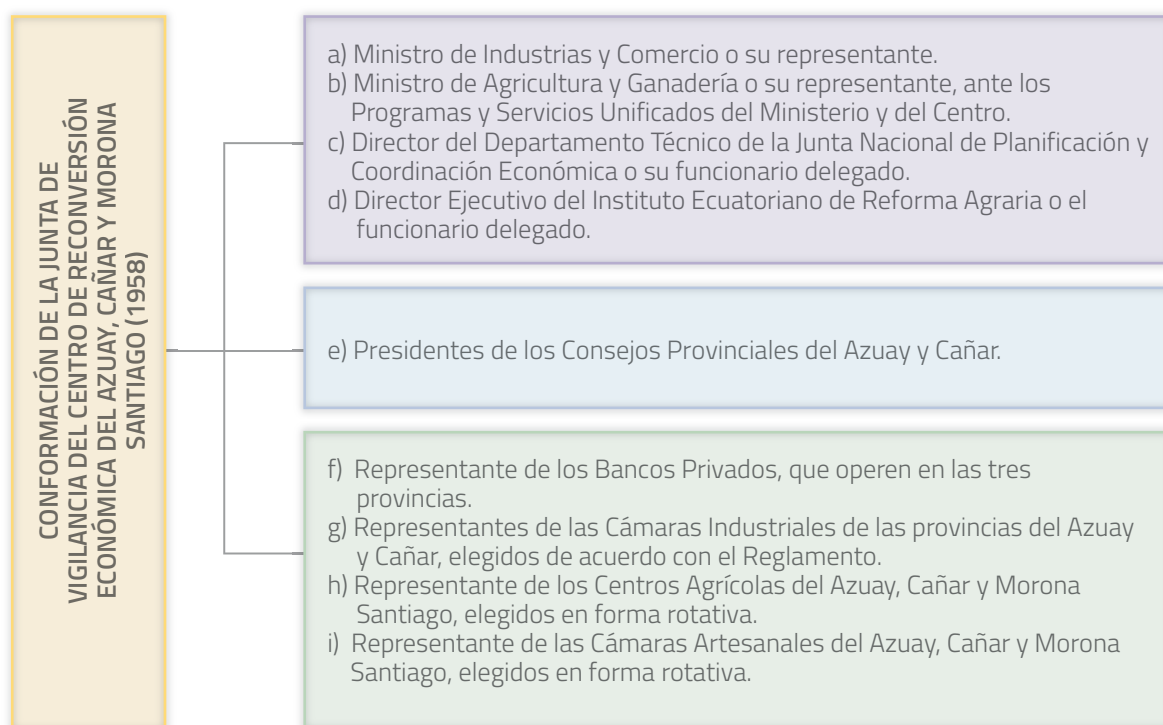 CONFORMACIÓN DE LA JUNTA DE
VIGILANCIA DEL CENTRO DE RECONVERSIÓN
ECONÓMICA DEL AZUAY, CAÑAR Y MORONA
SANTIAGO (1958)
a) Ministro de Industrias y Comercio o su representante.
b) Ministro de Agricultura y Ganadería o su representante, ante los
Programas y Servicios Unificados del Ministerio y del Centro.
c) Director del Departamento Técnico de la Junta Nacional de Planificación y
Coordinación Económica o su funcionario delegado.
d) Director Ejecutivo del Instituto Ecuatoriano de Reforma Agraria o el
funcionario delegado.
e) Presidentes de los Consejos Provinciales del Azuay y Cañar.
f) Representante de los Bancos Privados, que operen en las tres
provincias.
g) Representantes de las Cámaras Industriales de las provincias del Azuay
y Cañar, elegidos de acuerdo con el Reglamento.
h) Representante de los Centros Agrícolas del Azuay, Cañar y Morona
Santiago, elegidos en forma rotativa.
i) Representante de las Cámaras Artesanales del Azuay, Cañar y Morona
Santiago, elegidos en forma rotativa.